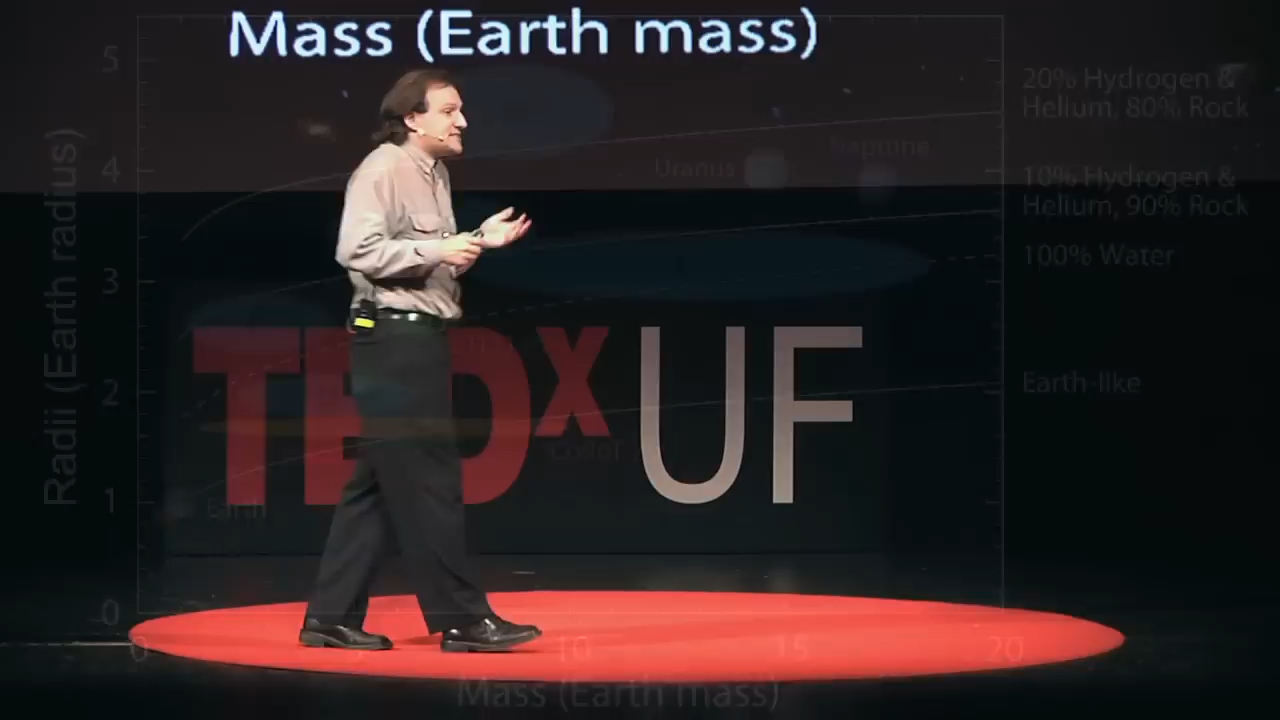 Mass (Earth mass)
5
20% Hydrogen &
Helium, 80% Rock
Neptune
Uranus
4
10% Hydrogen &
Helium, 90% Rock
Radii (Earth radius)
100% Water
3
TEDxUF
Earth-like
2
1
Earth
0
0
5
10
15
20
Mass (Earth mass)